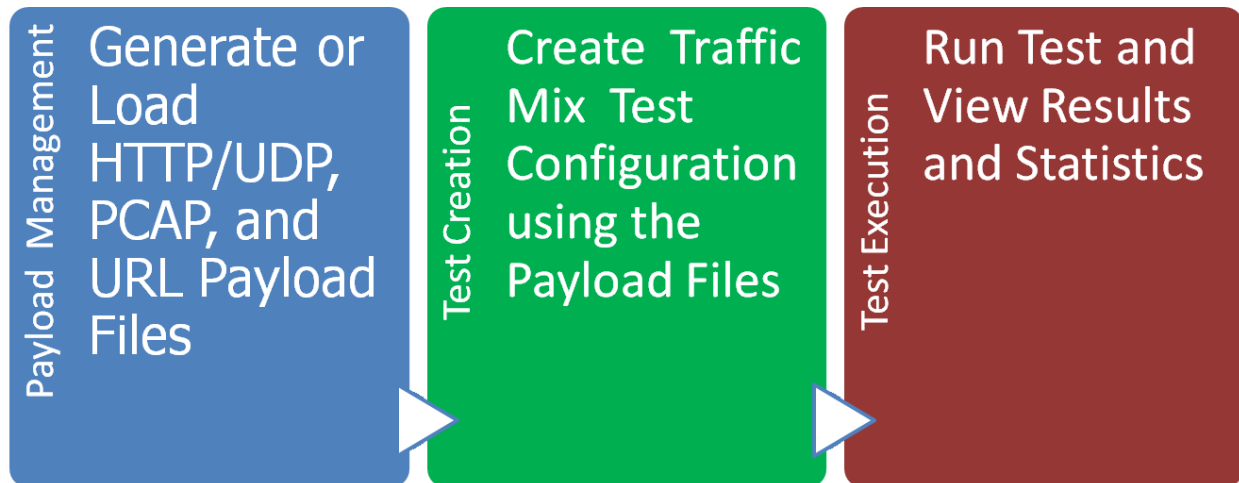 Payload Management
Generate or
Load
HTTP/UDP,
PCAP, and
URL Payload
Files
Test Creation
Create Traffic
Mix Test
Configuration
using the
Payload Files
Test Execution
Run Test and
View Results
and Statistics